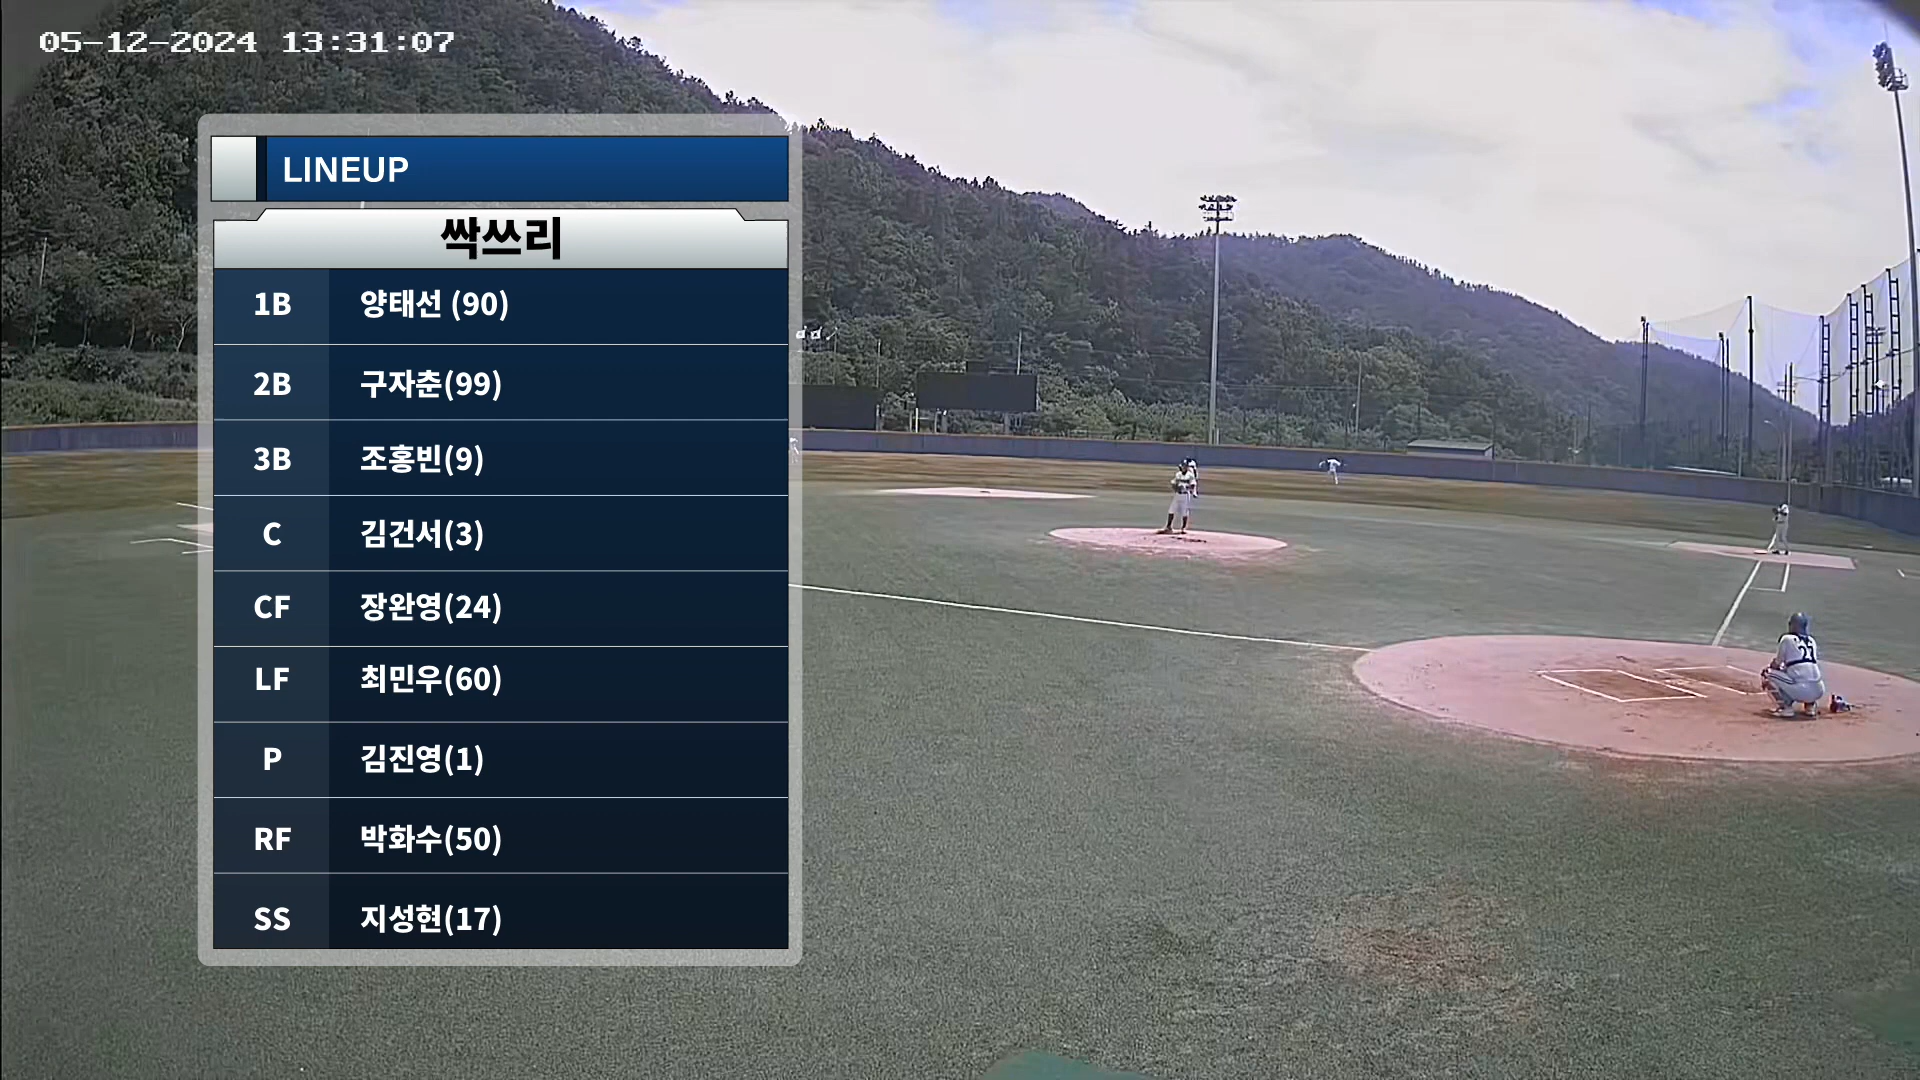 05-12-2024 13:31:07
LINEUP
싹쓰리
1B 양태선 (90)
2B 구자춘(99)
3B 조홍빈(9)
C 김건서(3)
CF 장완영(24)
LF 최민우(60)
P 김진영(1)
RF 박화수(50)
SS 지성현(17)